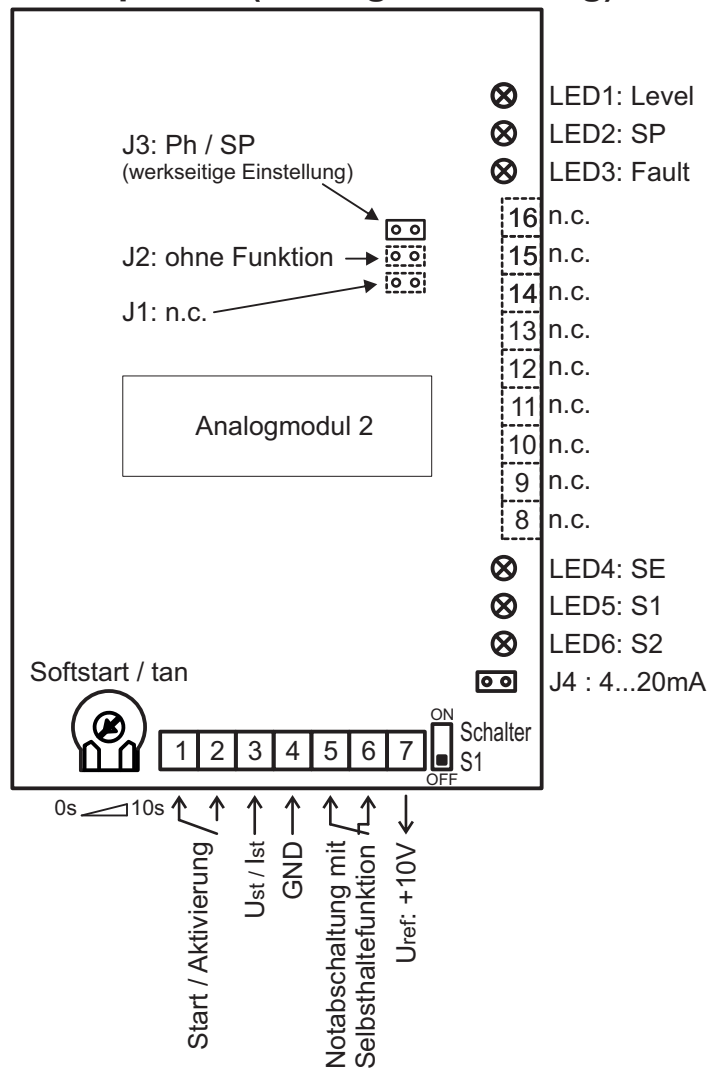 LED1: Level
LED2: SP
LED3: Fault
J3: Ph / SP
(werkseitige Einstellung)
J2: ohne Funktion
J1: n.c.
16 n.c.
15 n.c.
14 n.c.
13 n.c.
12 n.c.
11 n.c.
10 n.c.
9 n.c.
8 n.c.
Analogmodul 2
LED4: SE
LED5: S1
LED6: S2
J4 : 4...20mA
Softstart / tan
0s 10s
1 2 3 4 5 6 7
ON
Schalter
S1
OFF
Start / Aktivierung
Ust / Ist
GND
Notabschaltung mit
Selbsthaltefunktion
Uref: +10V